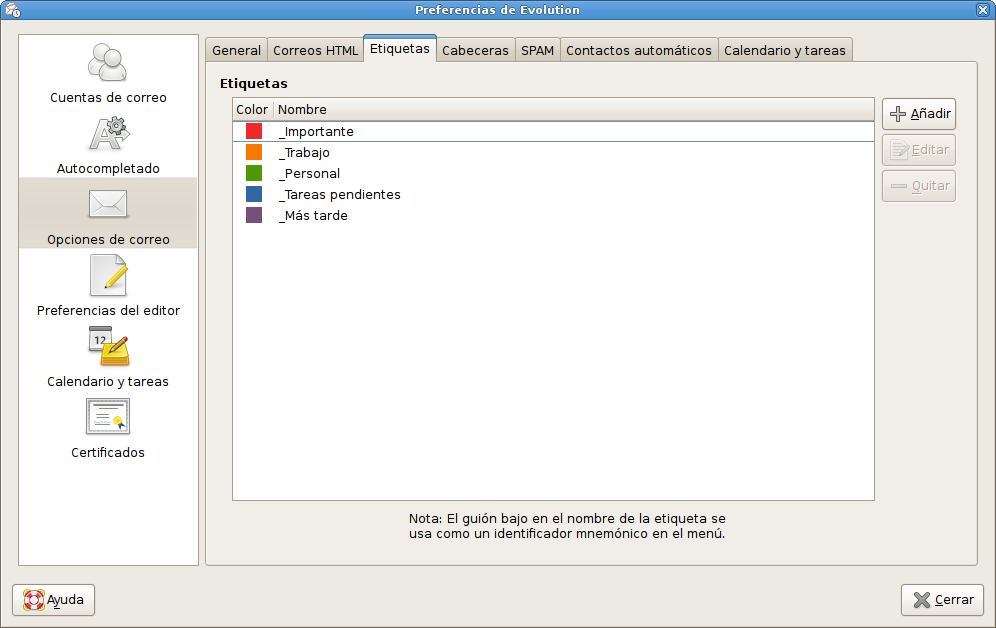 Preferencias de Evolution
Cuentas de correo
Autocompletado
Opciones de correo
Preferencias del editor
12
Calendario y tareas
Certificados
General
Correos HTML
Etiquetas
Cabeceras
SPAM
Contactos automáticos
Calendario y tareas
Etiquetas
Color Nombre
_Importante
_Trabajo
_Personal
_Tareas pendientes
_Más tarde
Añadir
Editar
Quitar
Nota: El guión bajo en el nombre de la etiqueta se
usa como un identificador mnemónico en el menú.
Ayuda
Cerrar